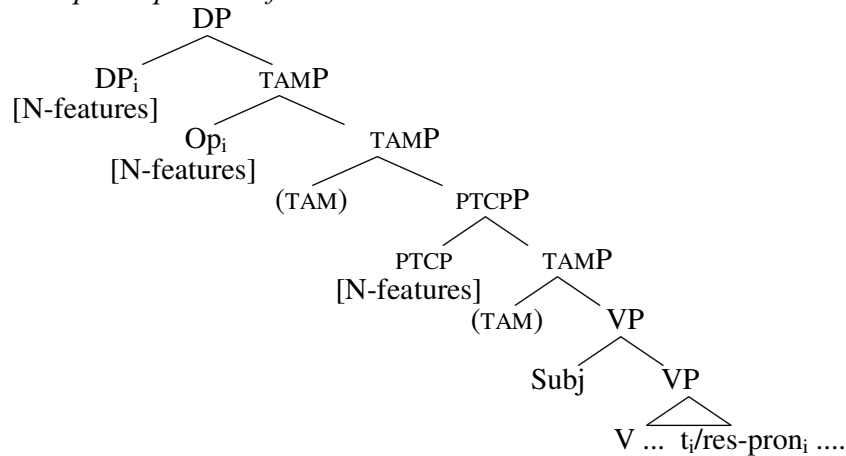 DP
DPi TAMP
[N-features]
Opi TAMP
[N-features]
(TAM) PTCPP
PTCP TAMP
[N-features]
(TAM) VP
Subj VP
V ... ti/res-proni ....